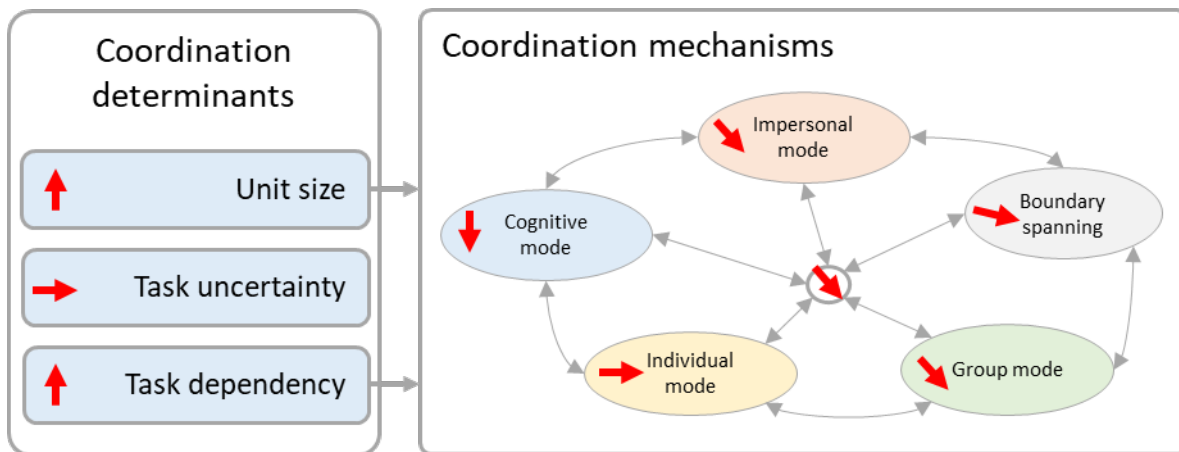 Coordination
determinants
Unit size
Task uncertainty
Task dependency
Coordination mechanisms
Impersonal
mode
Boundary
spanning
Cognitive
mode
Individual
mode
Group mode